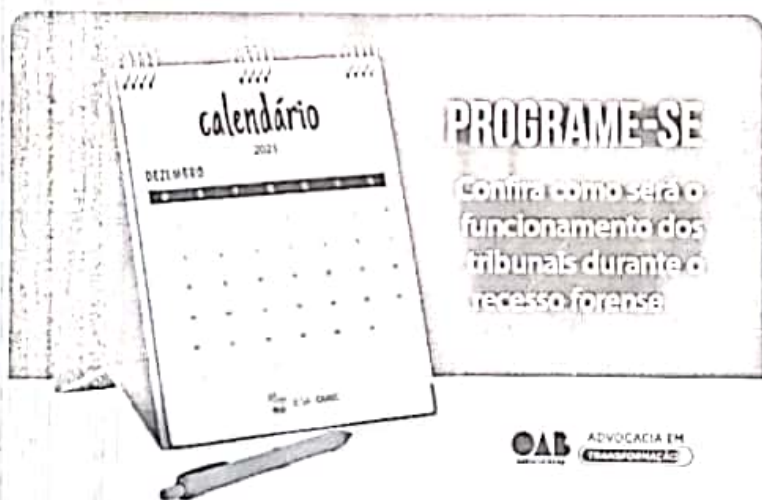 calendário
2021
DEZEMBRO
PROGRAME-SE
Confira como será o
funcionamento dos
tribunais durante o
recesso forense
OAB
ADVOCACIA EM
TRANSFORMAÇÃO